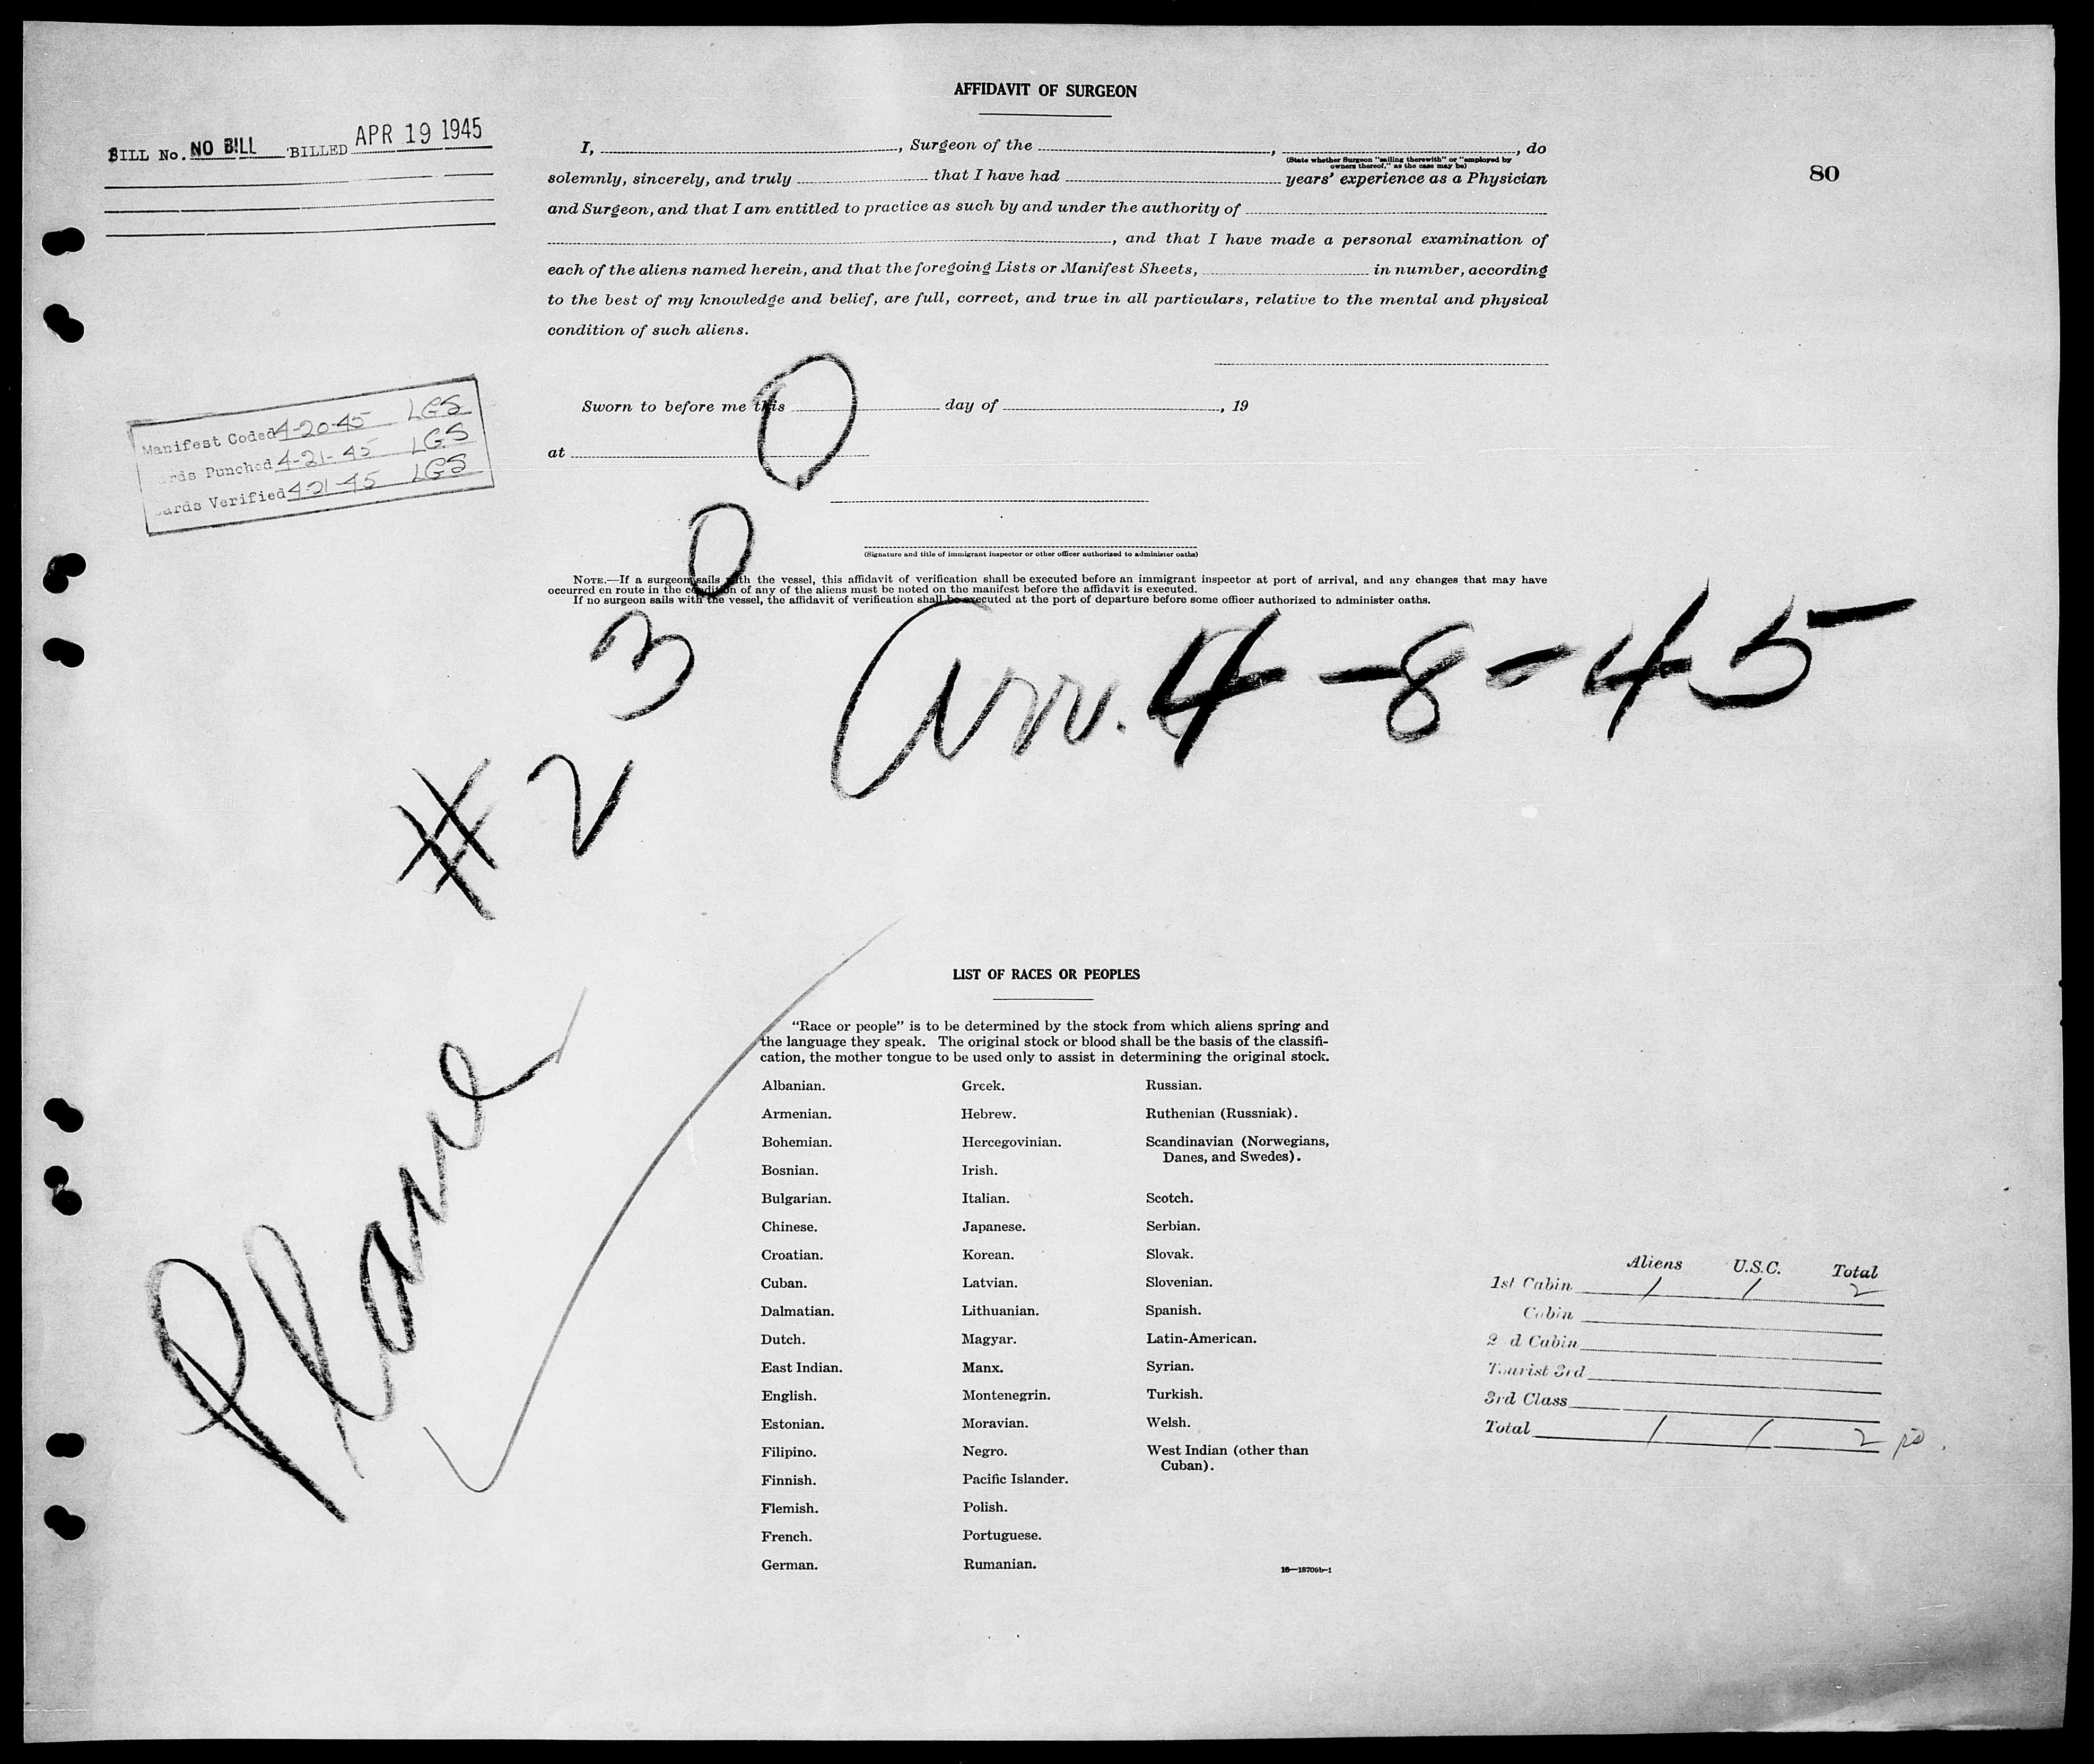 AFFIDAVIT OF SURGEON
BILL No. NO BILL BILLED APR 19 1945
80
I, , Surgeon of the , , do
(State whether Surgeon "sailing therewith" or "employed by
owners thereof," as the case may be)
solemnly, sincerely, and truly that I have had years' experience as a Physician
and Surgeon, and that I am entitled to practice as such by and under the authority of
, and that I have made a personal examination of
each of the aliens named herein, and that the foregoing Lists or Manifest Sheets, in number, according
to the best of my knowledge and belief, are full, correct, and true in all particulars, relative to the mental and physical
condition of such aliens.
Manifest Coded 4-20-45 LGS
rds Punched 4-21-45 LGS
ards Verified 4-21-45 LGS
Sworn to before me this day of , 19
at
(Signature and title of immigrant inspector or other officer authorized to administer oaths)
NOTE.—If a surgeon sails with the vessel, this affidavit of verification shall be executed before an immigrant inspector at port of arrival, and any changes that may have
occurred en route in the condition of any of the aliens must be noted on the manifest before the affidavit is executed.
If no surgeon sails with the vessel, the affidavit of verification shall be executed at the port of departure before some officer authorized to administer oaths.
Plane #2300
Arr. 4-8-45
LIST OF RACES OR PEOPLES
"Race or people" is to be determined by the stock from which aliens spring and
the language they speak. The original stock or blood shall be the basis of the classifi-
cation, the mother tongue to be used only to assist in determining the original stock.
Albanian. Greek. Russian.
Armenian. Hebrew. Ruthenian (Russniak).
Bohemian. Hercegovinian. Scandinavian (Norwegians,
Danes, and Swedes).
Bosnian. Irish.
Bulgarian. Italian. Scotch.
Chinese. Japanese. Serbian.
Croatian. Korean. Slovak.
Cuban. Latvian. Slovenian.
Dalmatian. Lithuanian. Spanish.
Dutch. Magyar. Latin-American.
East Indian. Manx. Syrian.
English. Montenegrin. Turkish.
Estonian. Moravian. Welsh.
Filipino. Negro. West Indian (other than
Cuban).
Finnish. Pacific Islander.
Flemish. Polish.
French. Portuguese.
German. Rumanian.
16—18709b-1
Aliens U.S.C. Total
1st Cabin 1 1 2
Cabin
2 d Cabin
Tourist 3rd
3rd Class
Total 1 1 2